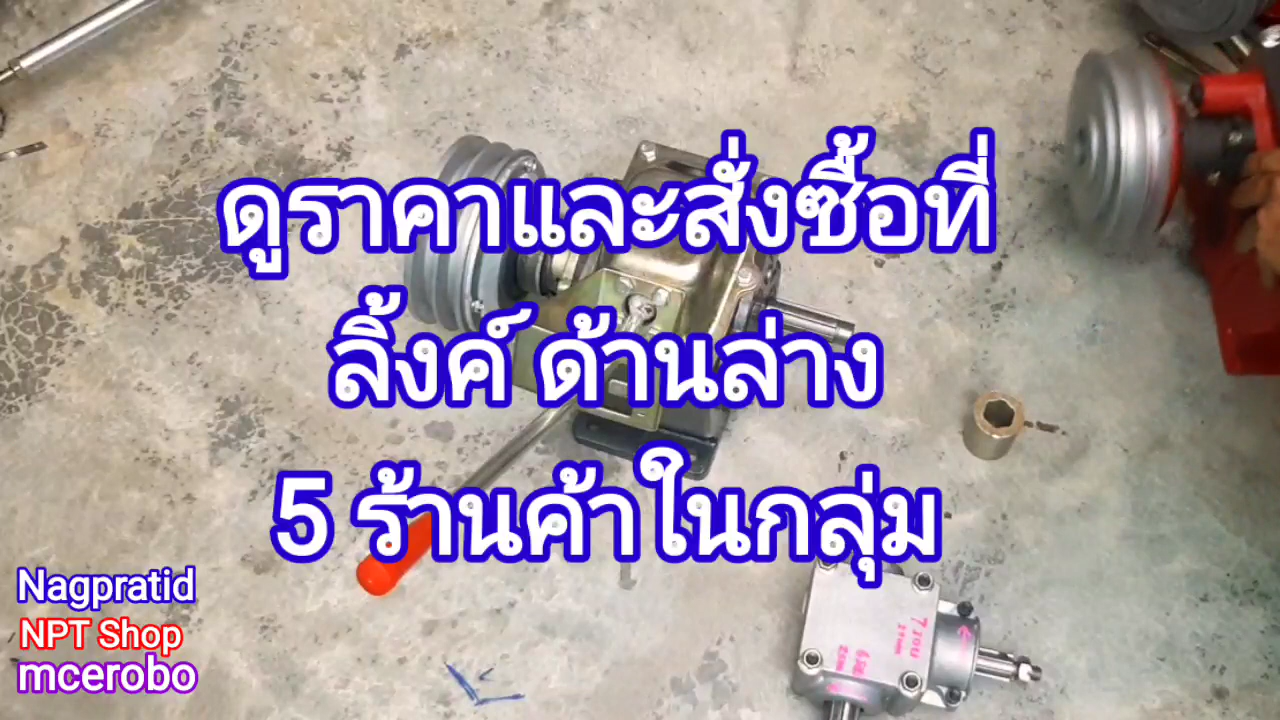 ดูราคาและสั่งซื้อที่
ลิ้งค์ ด้านล่าง
5 ร้านค้าในกลุ่ม
Nagpratid
NPT Shop
mcerobo